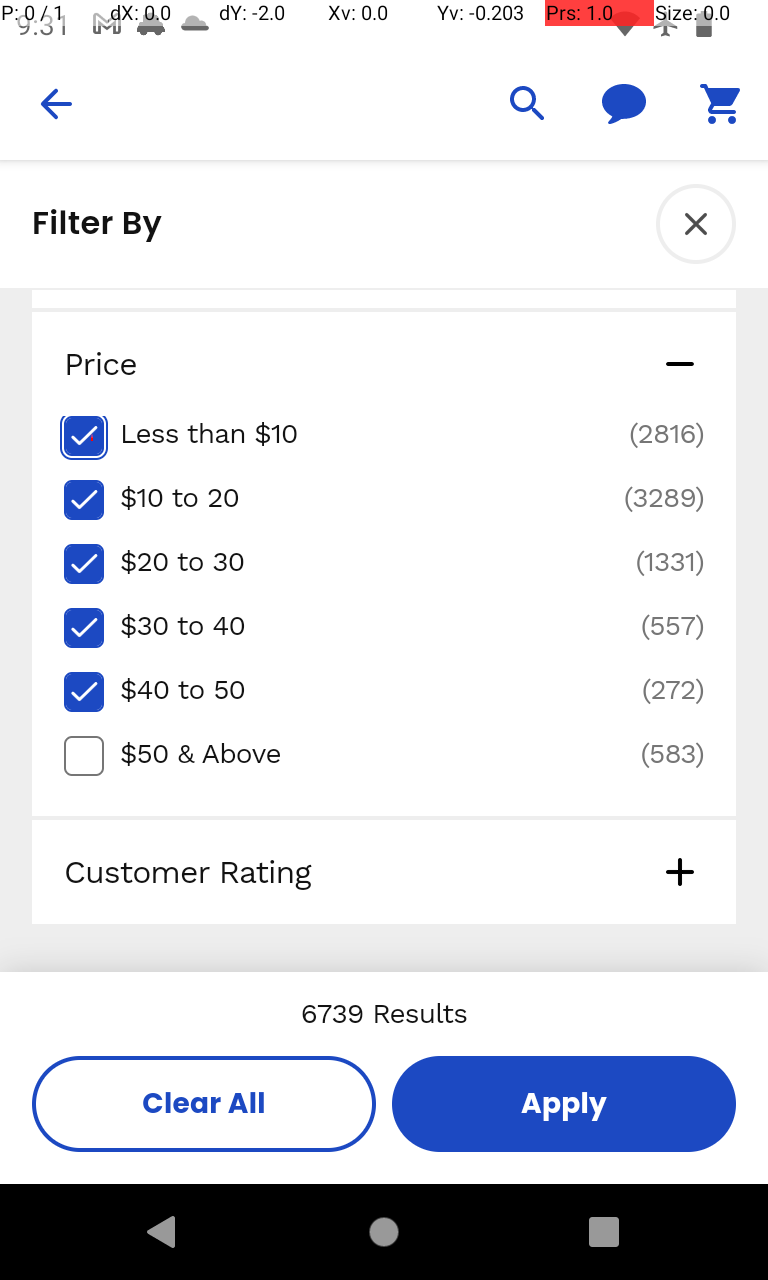 P: 0 / 1 dX: 0.0 dY: -2.0 Xv: 0.0 Yv: -0.203 Prs: 1.0 Size: 0.0
9:31
Filter By
Price
Less than $10 (2816)
$10 to 20 (3289)
$20 to 30 (1331)
$30 to 40 (557)
$40 to 50 (272)
$50 & Above (583)
Customer Rating
6739 Results
Clear All Apply